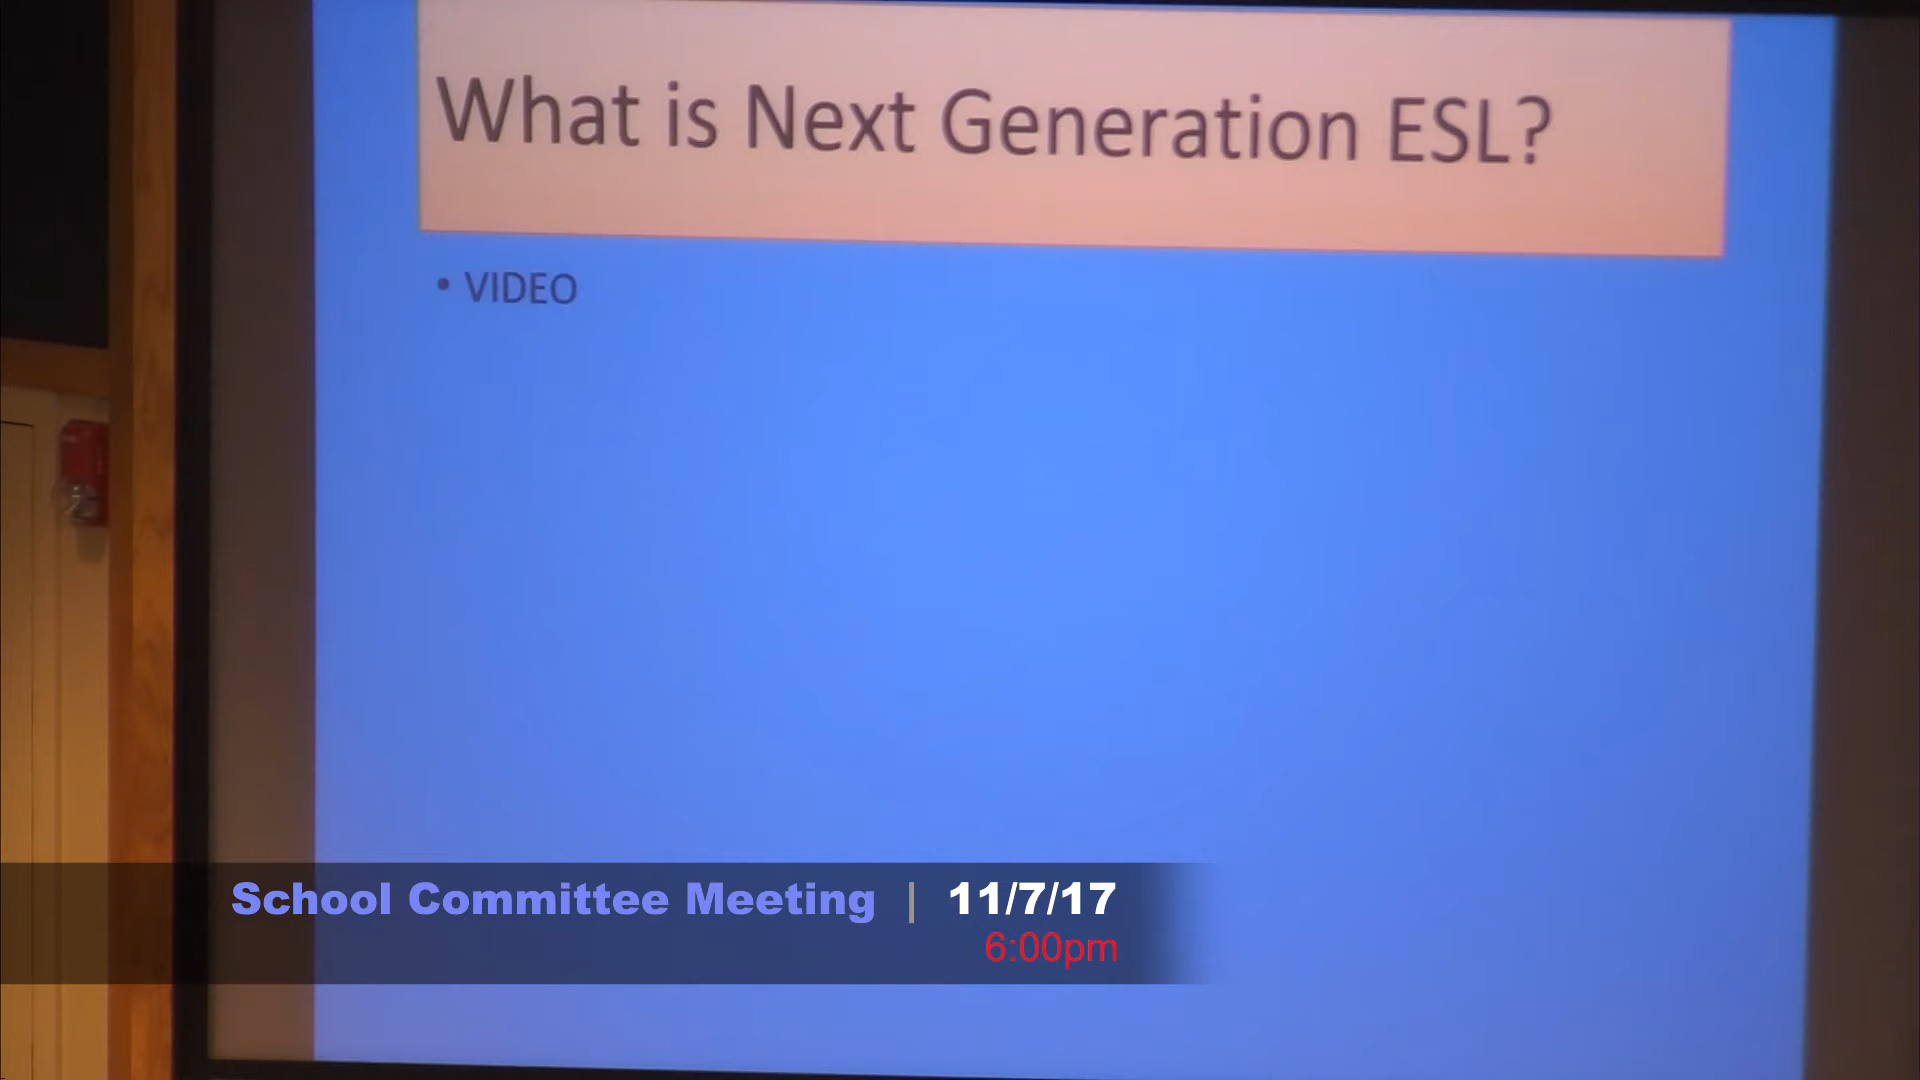 What is Next Generation ESL?
• VIDEO
School Committee Meeting | 11/7/17
6:00pm